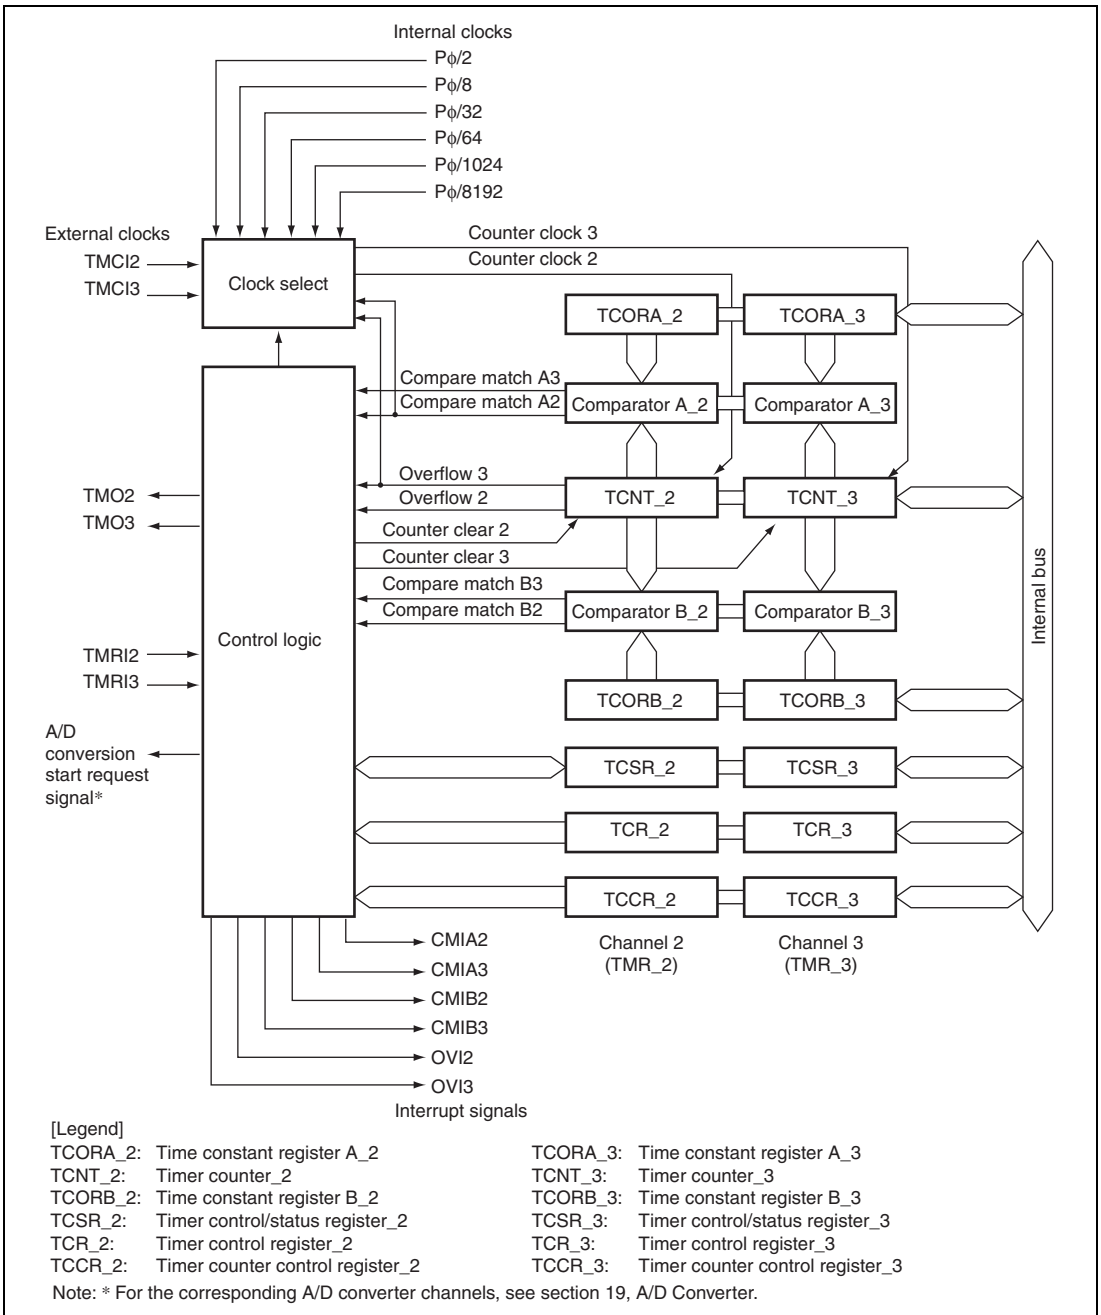 Internal clocks
Pϕ/2
Pϕ/8
Pϕ/32
Pϕ/64
Pϕ/1024
Pϕ/8192
External clocks
TMCI2
TMCI3
Clock select
Counter clock 3
Counter clock 2
TCORA_2
TCORA_3
Compare match A3
Compare match A2
Comparator A_2
Comparator A_3
TMO2
TMO3
Overflow 3
Overflow 2
TCNT_2
TCNT_3
Counter clear 2
Counter clear 3
Compare match B3
Compare match B2
Comparator B_2
Comparator B_3
Internal bus
Control logic
TMRI2
TMRI3
TCORB_2
TCORB_3
A/D
conversion
start request
signal*
TCSR_2
TCSR_3
TCR_2
TCR_3
TCCR_2
TCCR_3
Channel 2
(TMR_2)
Channel 3
(TMR_3)
CMIA2
CMIA3
CMIB2
CMIB3
OVI2
OVI3
Interrupt signals
[Legend]
TCORA_2: Time constant register A_2
TCNT_2: Timer counter_2
TCORB_2: Time constant register B_2
TCSR_2: Timer control/status register_2
TCR_2: Timer control register_2
TCCR_2: Timer counter control register_2
TCORA_3: Time constant register A_3
TCNT_3: Timer counter_3
TCORB_3: Time constant register B_3
TCSR_3: Timer control/status register_3
TCR_3: Timer control register_3
TCCR_3: Timer counter control register_3
Note: * For the corresponding A/D converter channels, see section 19, A/D Converter.